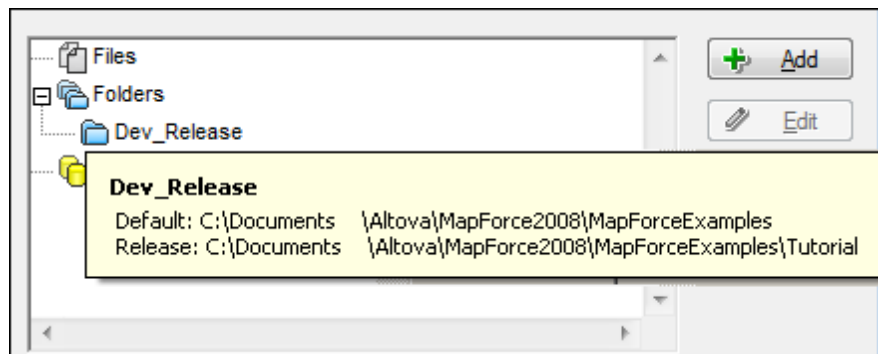 Files
Add
Folders
Edit
Dev_Release
Dev_Release
Default: C:\Documents \Altova\MapForce2008\MapForceExamples
Release: C:\Documents \Altova\MapForce2008\MapForceExamples\Tutorial